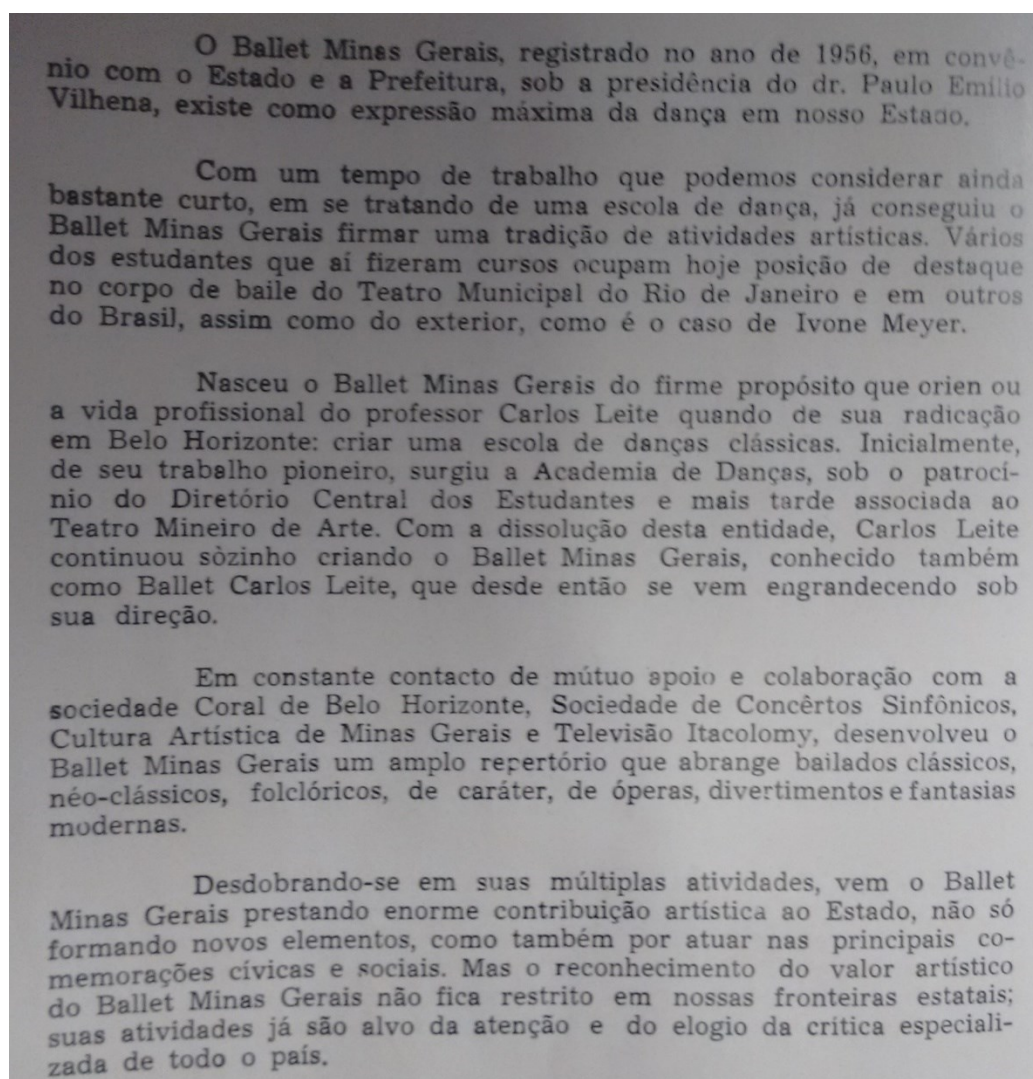 O Ballet Minas Gerais, registrado no ano de 1956, em convê-
nio com o Estado e a Prefeitura, sob a presidência do dr. Paulo Emílio
Vilhena, existe como expressão máxima da dança em nosso Estado.
Com um tempo de trabalho que podemos considerar ainda
bastante curto, em se tratando de uma escola de dança, já conseguiu o
Ballet Minas Gerais firmar uma tradição de atividades artísticas. Vários
dos estudantes que aí fizeram cursos ocupam hoje posição de destaque
no corpo de baile do Teatro Municipal do Rio de Janeiro e em outros
do Brasil, assim como do exterior, como é o caso de Ivone Meyer.
Nasceu o Ballet Minas Gerais do firme propósito que orien ou
a vida profissional do professor Carlos Leite quando de sua radicação
em Belo Horizonte: criar uma escola de danças clássicas. Inicialmente,
de seu trabalho pioneiro, surgiu a Academia de Danças, sob o patrocí-
nio do Diretório Central dos Estudantes e mais tarde associada ao
Teatro Mineiro de Arte. Com a dissolução desta entidade, Carlos Leite
continuou sòzinho criando o Ballet Minas Gerais, conhecido também
como Ballet Carlos Leite, que desde então se vem engrandecendo sob
sua direção.
Em constante contacto de mútuo apoio e colaboração com a
sociedade Coral de Belo Horizonte, Sociedade de Concêrtos Sinfônicos,
Cultura Artística de Minas Gerais e Televisão Itacolomy, desenvolveu o
Ballet Minas Gerais um amplo repertório que abrange bailados clássicos,
néo-clássicos, folclóricos, de caráter, de óperas, divertimentos e fantasias
modernas.
Desdobrando-se em suas múltiplas atividades, vem o Ballet
Minas Gerais prestando enorme contribuição artística ao Estado, não só
formando novos elementos, como também por atuar nas principais co-
memorações cívicas e sociais. Mas o reconhecimento do valor artístico
do Ballet Minas Gerais não fica restrito em nossas fronteiras estatais;
suas atividades já são alvo da atenção e do elogio da crítica especiali-
zada de todo o país.